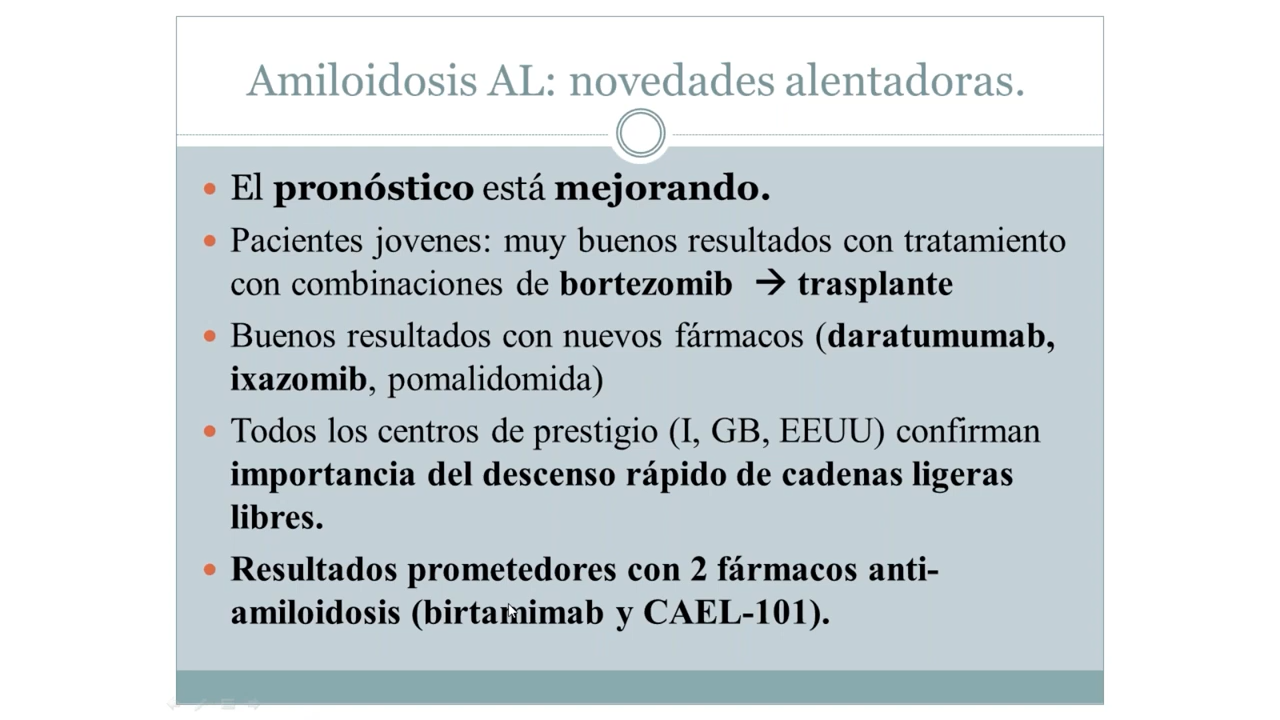 Amiloidosis AL: novedades alentadoras.
• El pronóstico está mejorando.
• Pacientes jovenes: muy buenos resultados con tratamiento
con combinaciones de bortezomib → trasplante
• Buenos resultados con nuevos fármacos (daratumumab,
ixazomib, pomalidomida)
• Todos los centros de prestigio (I, GB, EEUU) confirman
importancia del descenso rápido de cadenas ligeras
libres.
• Resultados prometedores con 2 fármacos anti-
amiloidosis (birtamimab y CAEL-101).